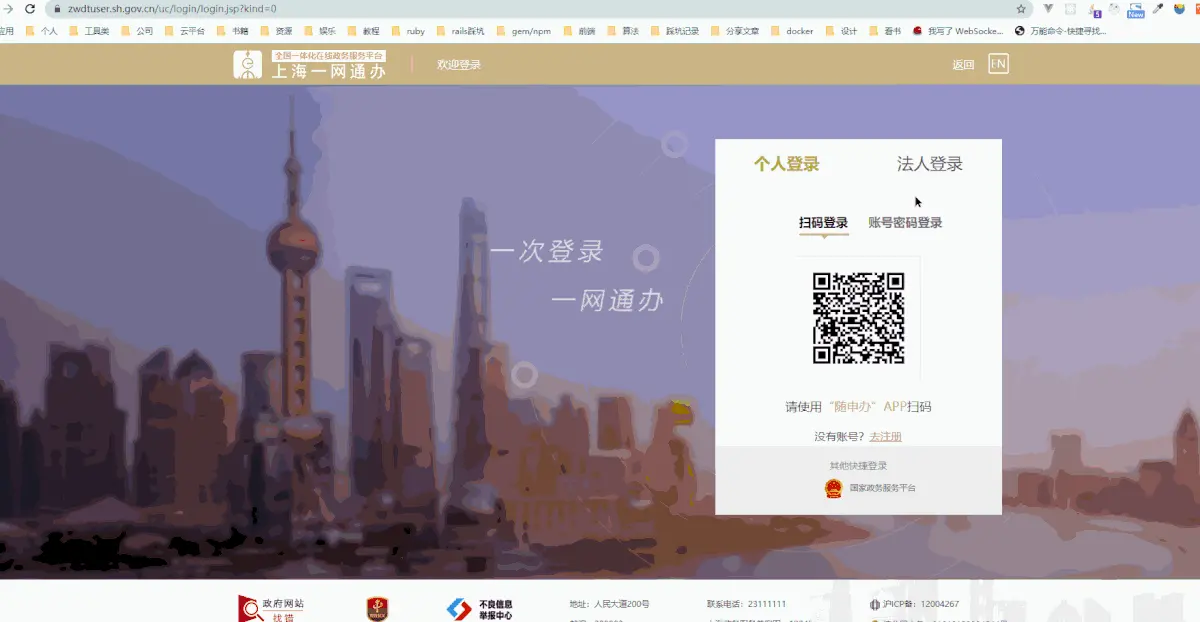 zwdtuser.sh.gov.cn/uc/login/login.jsp?kind=0
应用 个人 工具类 公司 云平台 书籍 资源 娱乐 教程 ruby rails踩坑 gem/npm 前端 算法 踩坑记录 分享文章 docker 设计 看书 我写了 WebSocke... 万能命令-快捷寻找...
5
New
全国一体化在线政务服务平台
上海一网通办
欢迎登录
返回 EN
个人登录 法人登录
扫码登录 账号密码登录
一次登录
一网通办
请使用“随申办”APP扫码
没有账号？去注册
其他快捷登录
国家政务服务平台
政府网站
找错
不良信息
举报中心
地址：人民大道200号
联系电话：23111111
沪ICP备：12004267